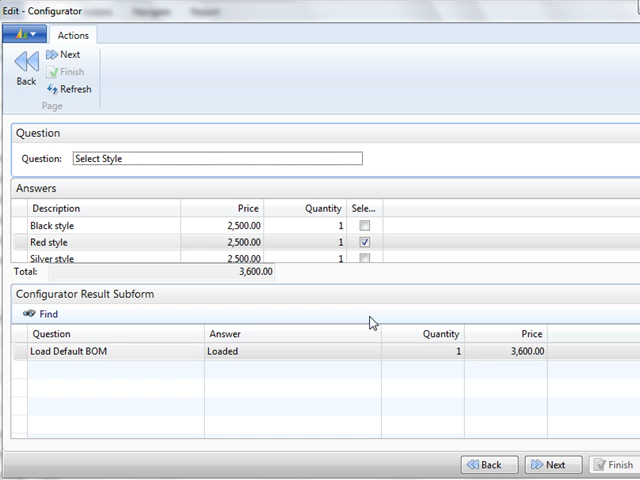 Edit - Configurator
Actions
Back
Next
Finish
Refresh
Page
Question
Question: Select Style
Answers
Description Price Quantity Sele...
Black style 2,500.00 1
Red style 2,500.00 1
Silver style 2,500.00 1
Total: 3,600.00
Configurator Result Subform
Find
Question Answer Quantity Price
Load Default BOM Loaded 1 3,600.00
Back Next Finish